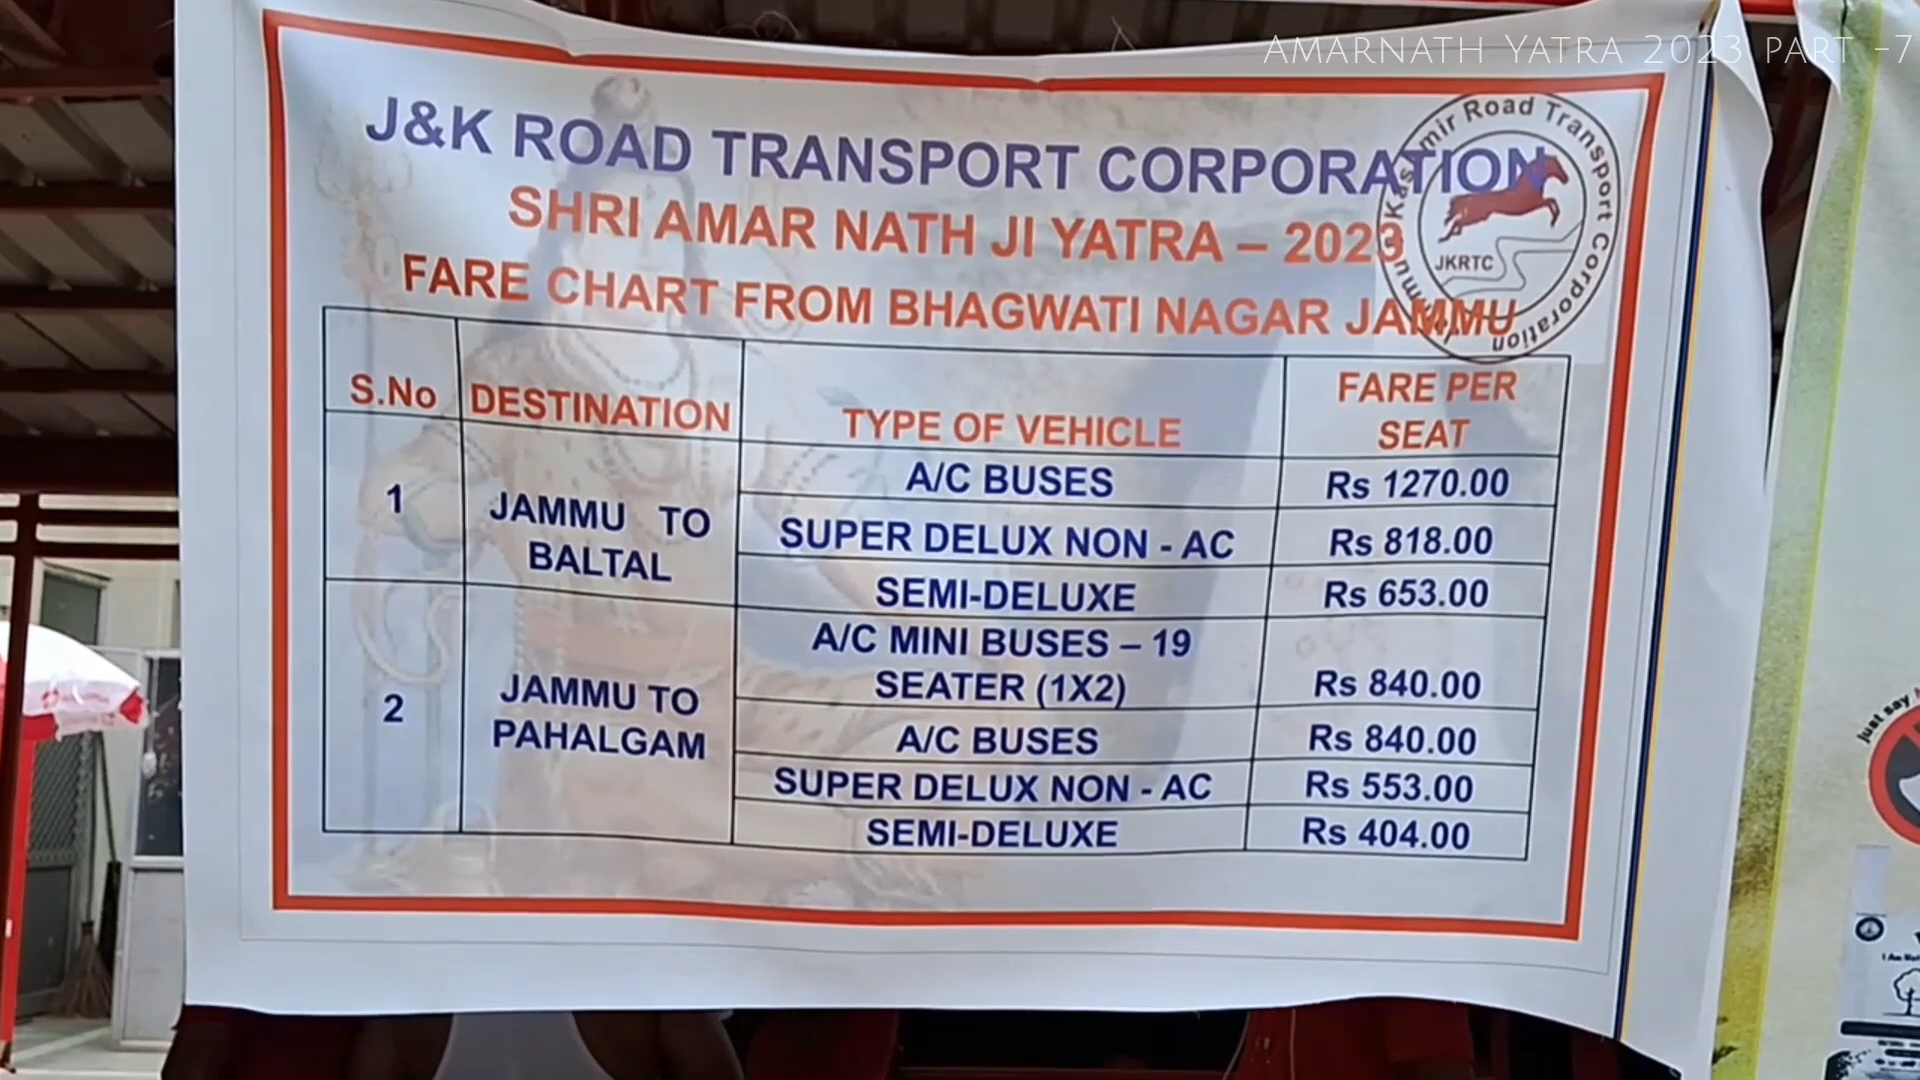 AMARNATH YATRA 2023 PART -7
J&K ROAD TRANSPORT CORPORATION
SHRI AMAR NATH JI YATRA – 2023
FARE CHART FROM BHAGWATI NAGAR JAMMU
Jammu Kashmir Road Transport Corporation
JKRTC
S.No DESTINATION TYPE OF VEHICLE FARE PER SEAT
1 JAMMU TO BALTAL A/C BUSES Rs 1270.00
SUPER DELUX NON - AC Rs 818.00
SEMI-DELUXE Rs 653.00
2 JAMMU TO PAHALGAM A/C MINI BUSES – 19 SEATER (1X2) Rs 840.00
A/C BUSES Rs 840.00
SUPER DELUX NON - AC Rs 553.00
SEMI-DELUXE Rs 404.00
just say